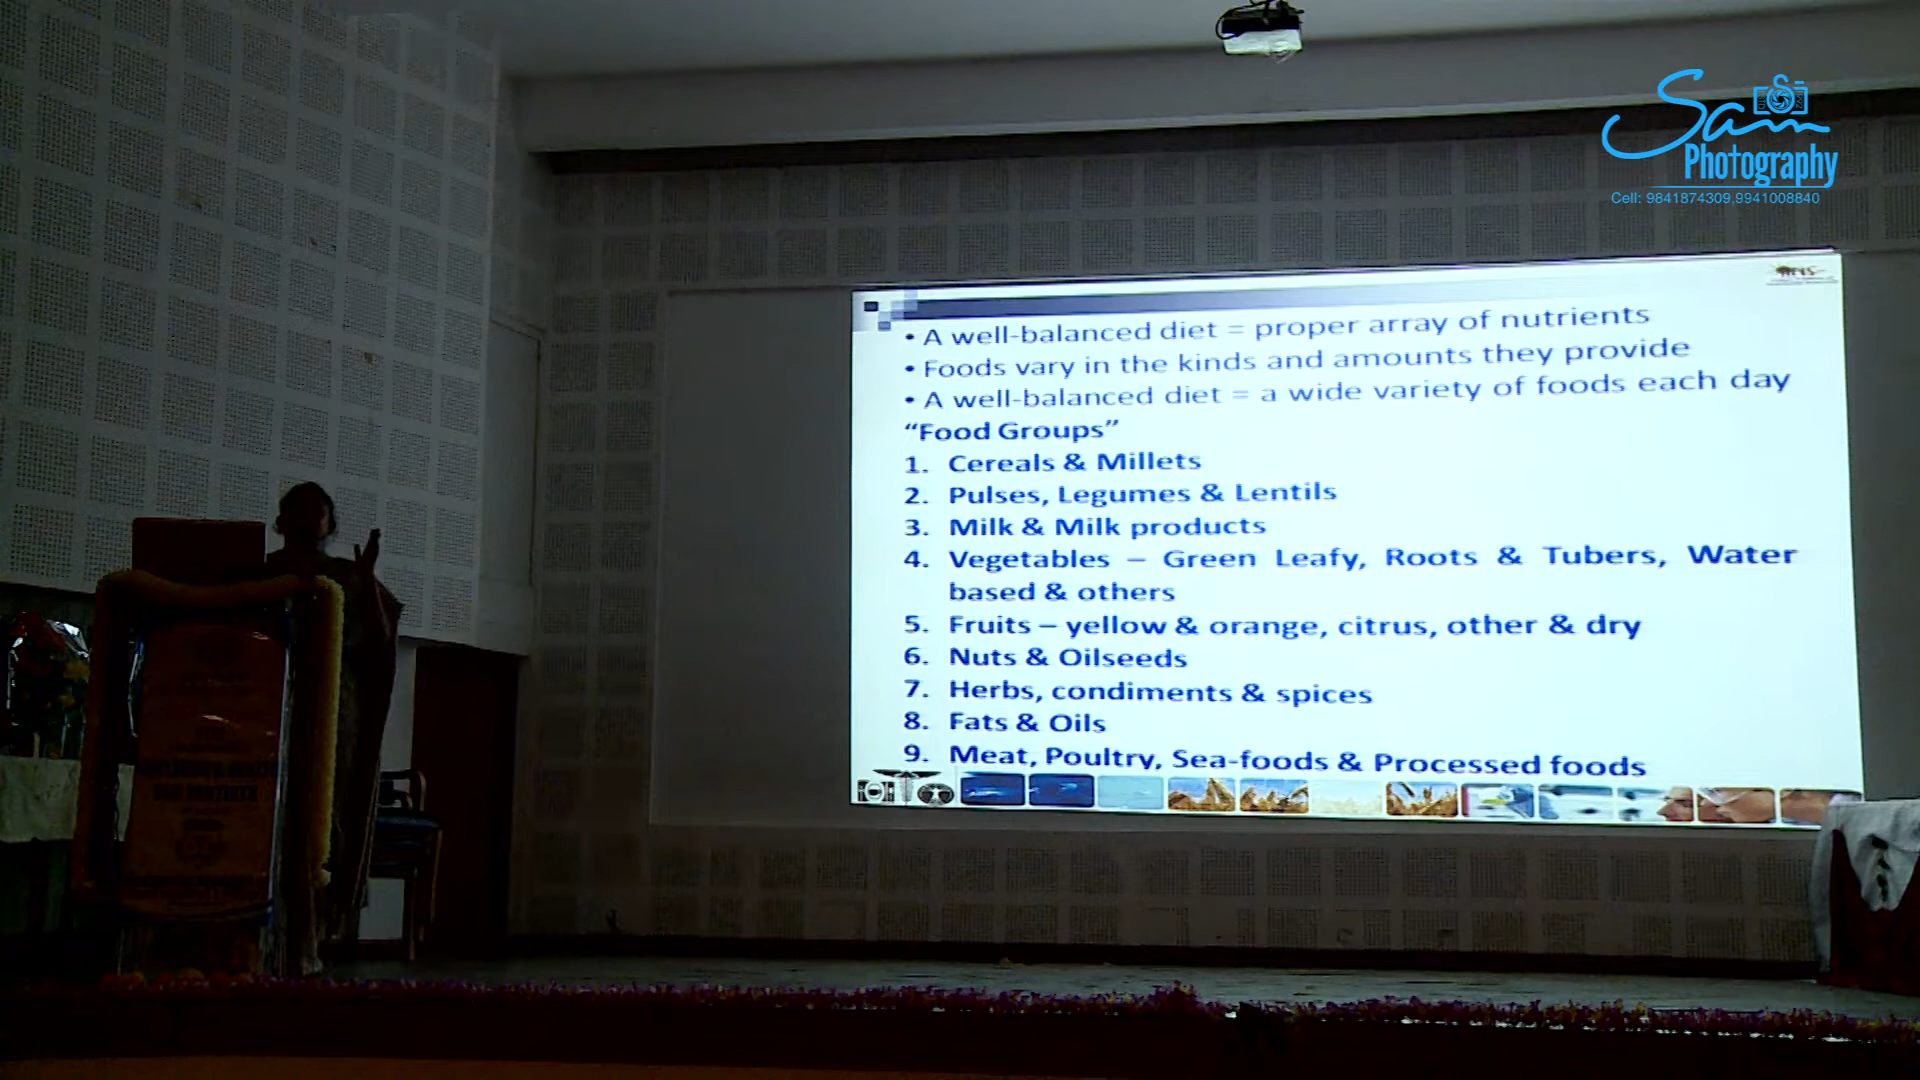 Sam
Photography
Cell: 9841874309,9941008840
• A well-balanced diet = proper array of nutrients
• Foods vary in the kinds and amounts they provide
• A well-balanced diet = a wide variety of foods each day
“Food Groups”
1. Cereals & Millets
2. Pulses, Legumes & Lentils
3. Milk & Milk products
4. Vegetables – Green Leafy, Roots & Tubers, Water
based & others
5. Fruits – yellow & orange, citrus, other & dry
6. Nuts & Oilseeds
7. Herbs, condiments & spices
8. Fats & Oils
9. Meat, Poultry, Sea-foods & Processed foods